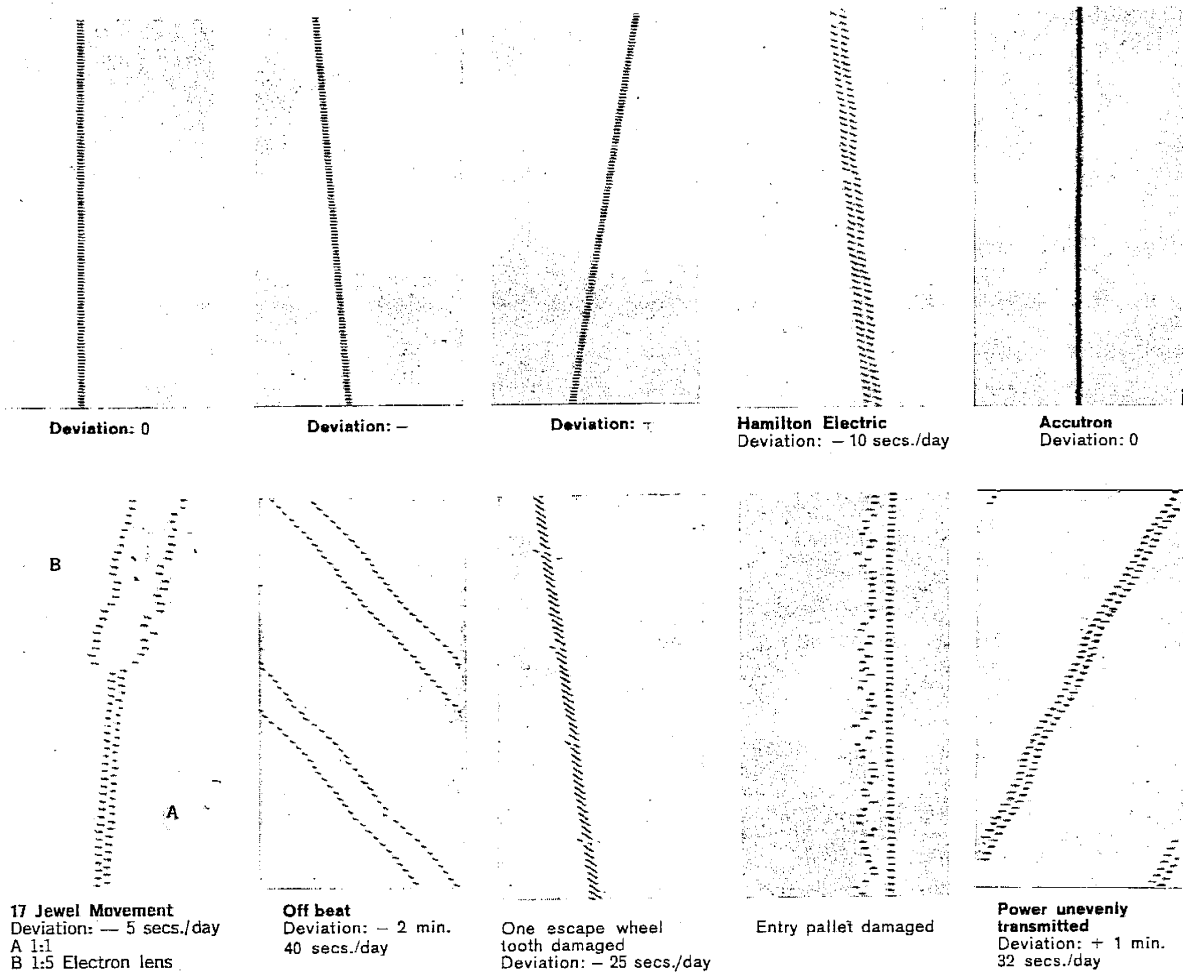 Deviation: 0
Deviation: –
Deviation:
Hamilton Electric
Deviation: – 10 secs./day
Accutron
Deviation: 0
B
A
17 Jewel Movement
Deviation: — 5 secs./day
A 1:1
B 1:5 Electron lens
Off beat
Deviation: – 2 min.
40 secs./day
One escape wheel
tooth damaged
Deviation: – 25 secs./day
Entry pallet damaged
Power unevenly
transmitted
Deviation: + 1 min.
32 secs./day